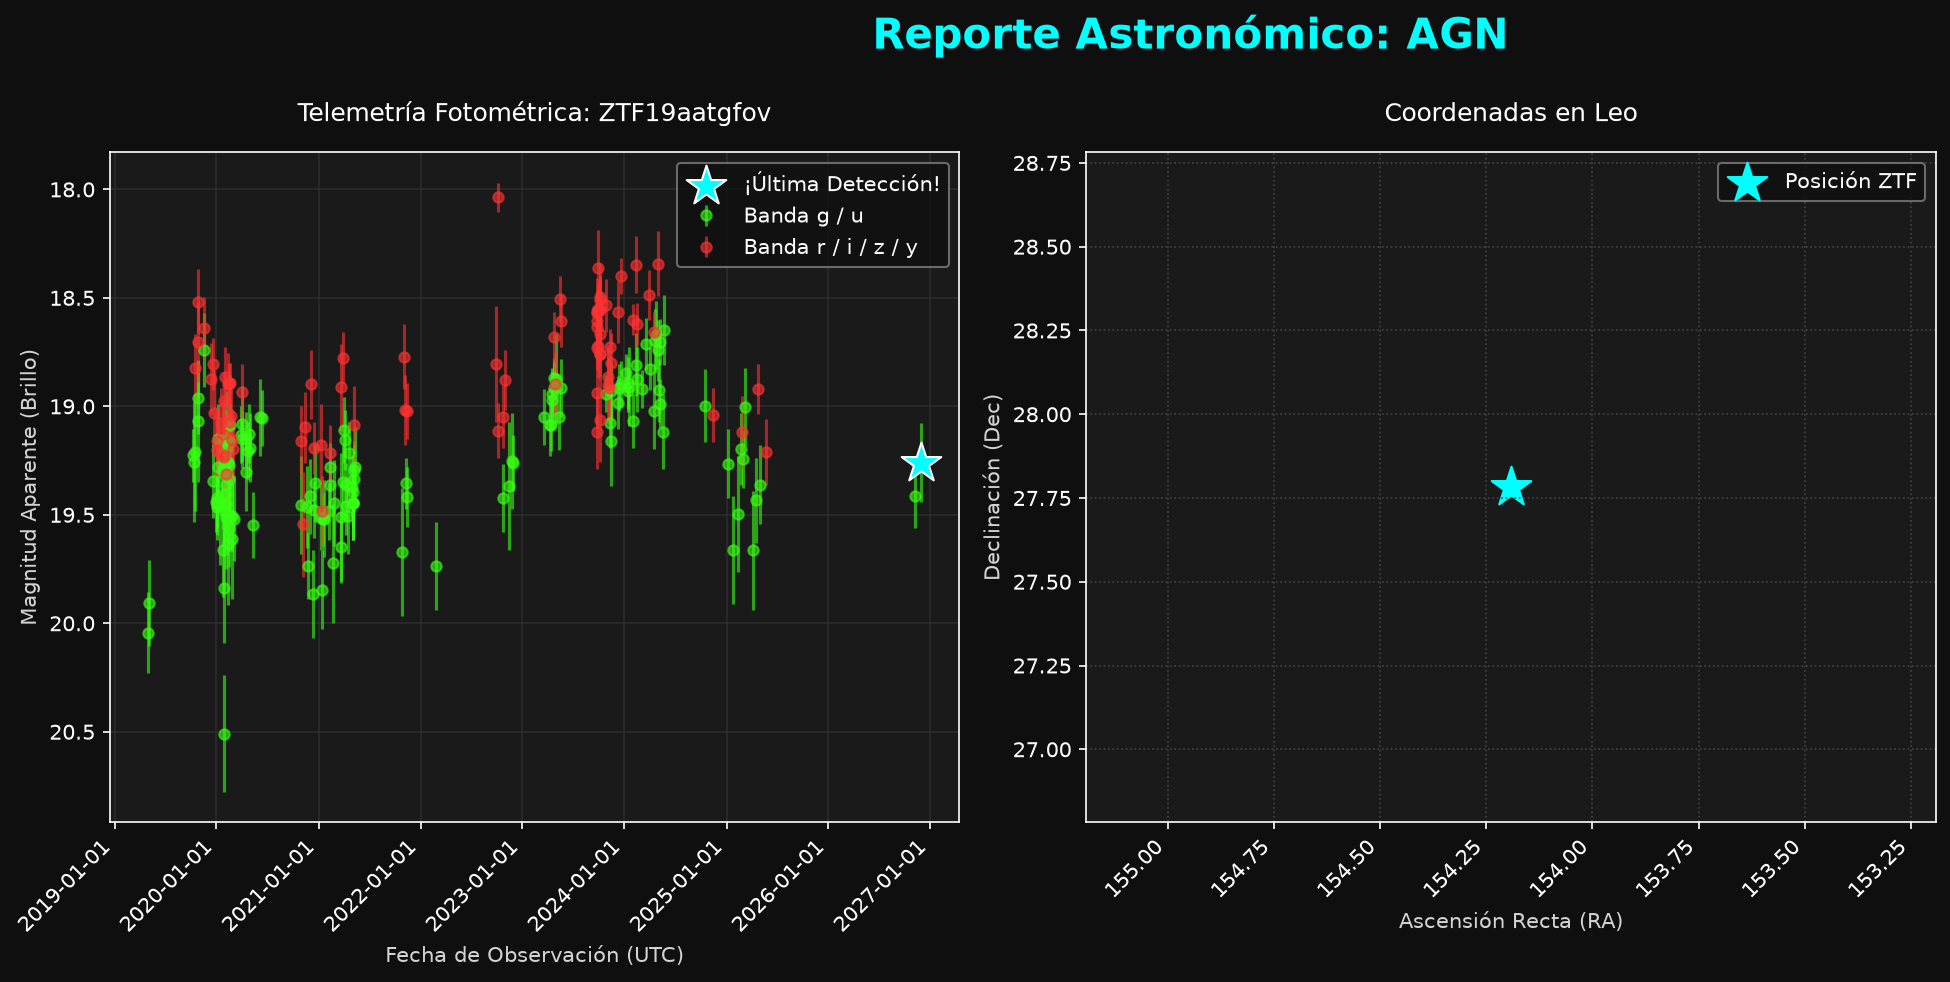 Reporte Astronómico: AGN
Telemetría Fotométrica: ZTF19aatgfov
Magnitud Aparente (Brillo)
18.0
18.5
19.0
19.5
20.0
20.5
¡Última Detección!
Banda g / u
Banda r / i / z / y
2019-01-01
2020-01-01
2021-01-01
2022-01-01
2023-01-01
2024-01-01
2025-01-01
2026-01-01
2027-01-01
Fecha de Observación (UTC)
Coordenadas en Leo
Declinación (Dec)
28.75
28.50
28.25
28.00
27.75
27.50
27.25
27.00
Posición ZTF
155.00
154.75
154.50
154.25
154.00
153.75
153.50
153.25
Ascensión Recta (RA)